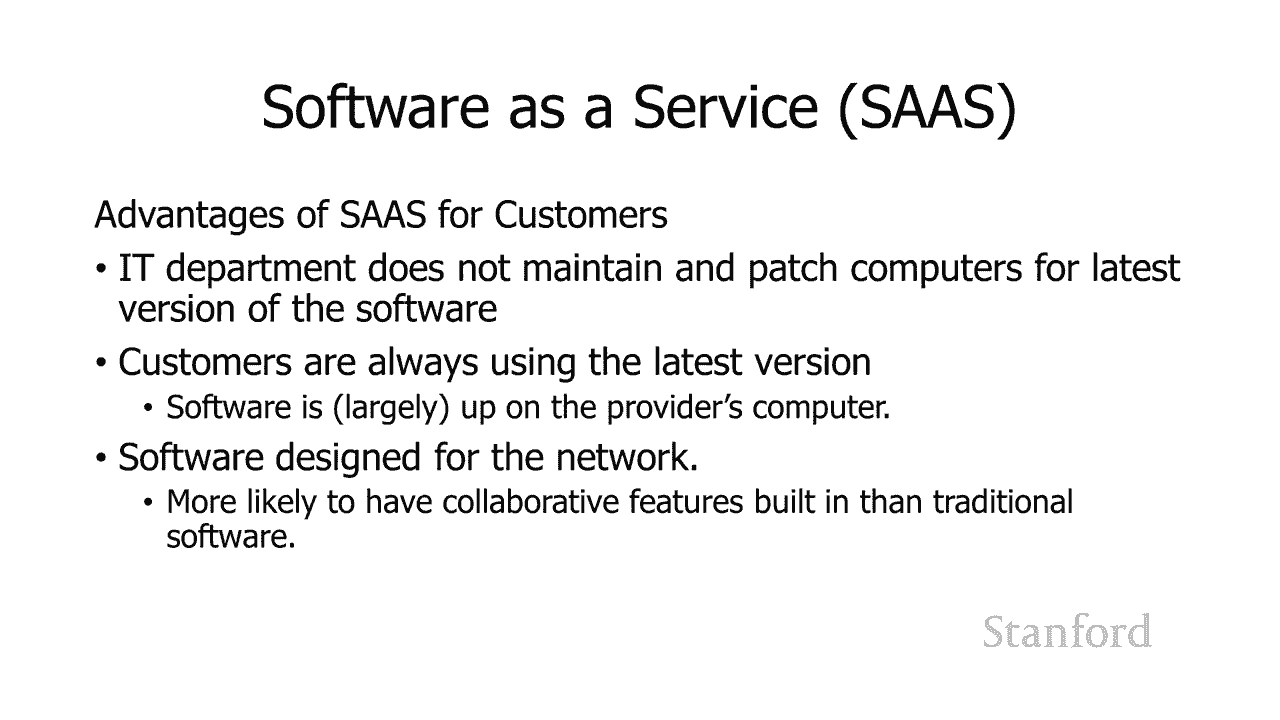 Software as a Service (SAAS)
Advantages of SAAS for Customers
• IT department does not maintain and patch computers for latest
version of the software
• Customers are always using the latest version
• Software is (largely) up on the provider’s computer.
• Software designed for the network.
• More likely to have collaborative features built in than traditional
software.
Stanford